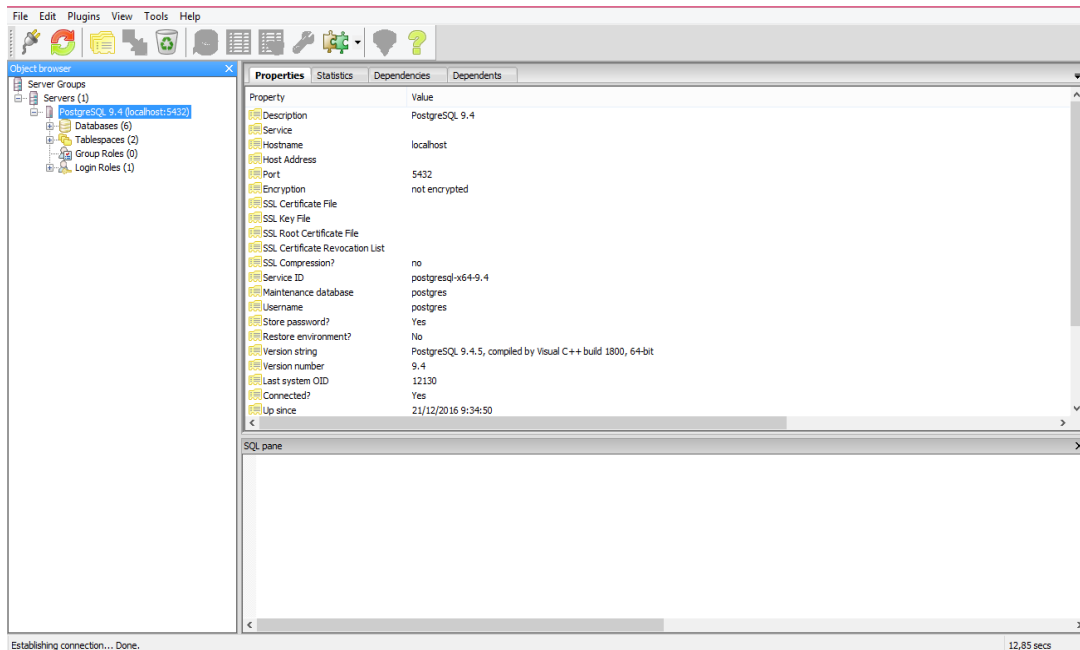 File Edit Plugins View Tools Help
Object browser
Server Groups
Servers (1)
PostgreSQL 9.4 (localhost:5432)
Databases (6)
Tablespaces (2)
Group Roles (0)
Login Roles (1)
Properties Statistics Dependencies Dependents
Property Value
Description PostgreSQL 9.4
Service
Hostname localhost
Host Address
Port 5432
Encryption not encrypted
SSL Certificate File
SSL Key File
SSL Root Certificate File
SSL Certificate Revocation List
SSL Compression? no
Service ID postgresql-x64-9.4
Maintenance database postgres
Username postgres
Store password? Yes
Restore environment? No
Version string PostgreSQL 9.4.5, compiled by Visual C++ build 1800, 64-bit
Version number 9.4
Last system OID 12130
Connected? Yes
Up since 21/12/2016 9:34:50
SQL pane
Establishing connection... Done. 12,85 secs